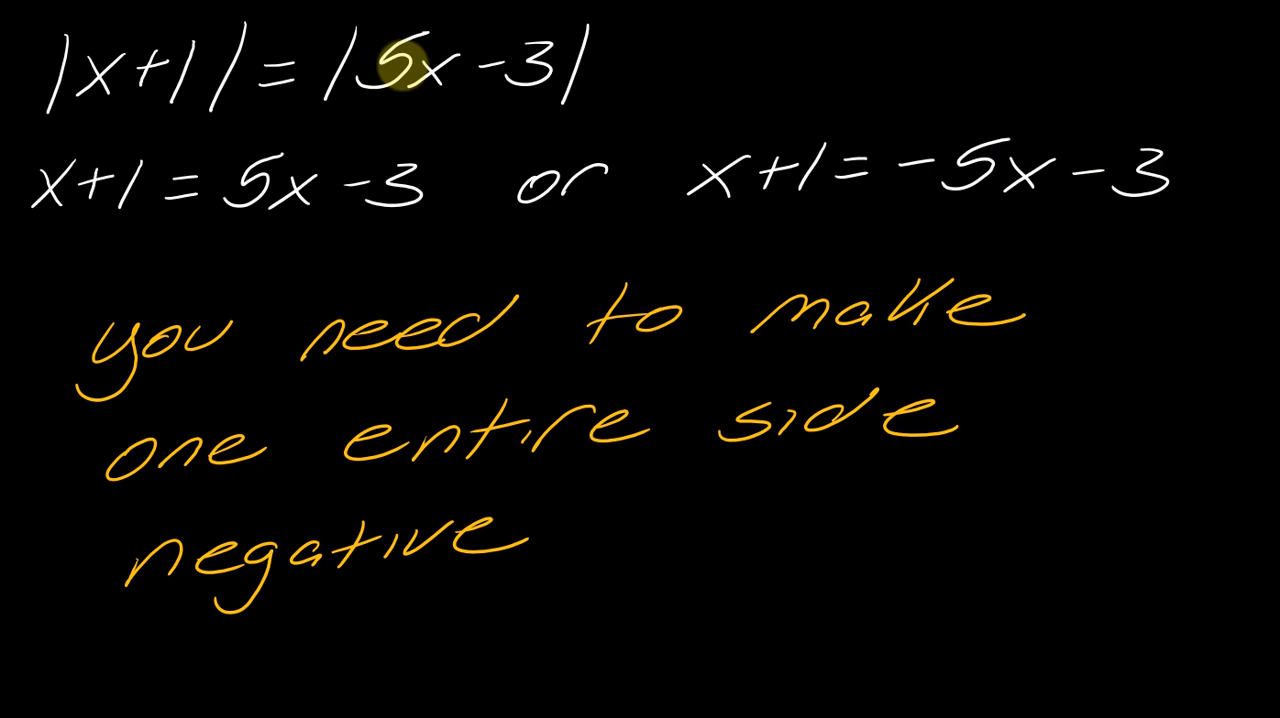 |x+1| = |5x-3|
x+1 = 5x-3 or x+1 = -5x-3
you need to make
one entire side
negative